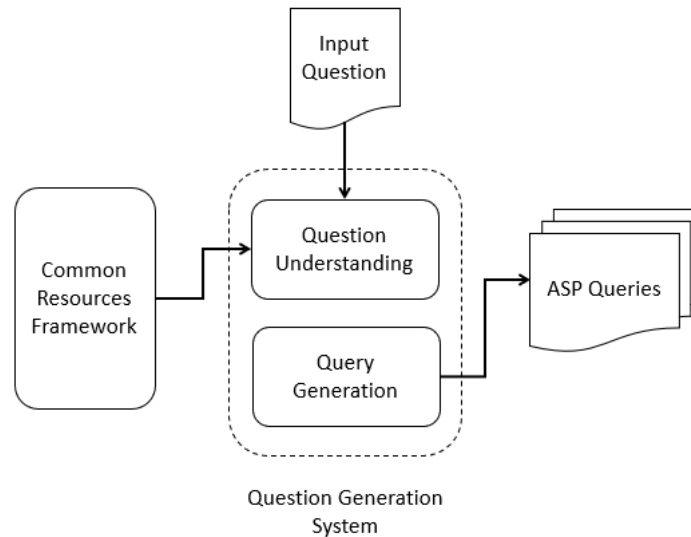 Input
Question
Common
Resources
Framework
Question
Understanding
Query
Generation
ASP Queries
Question Generation
System